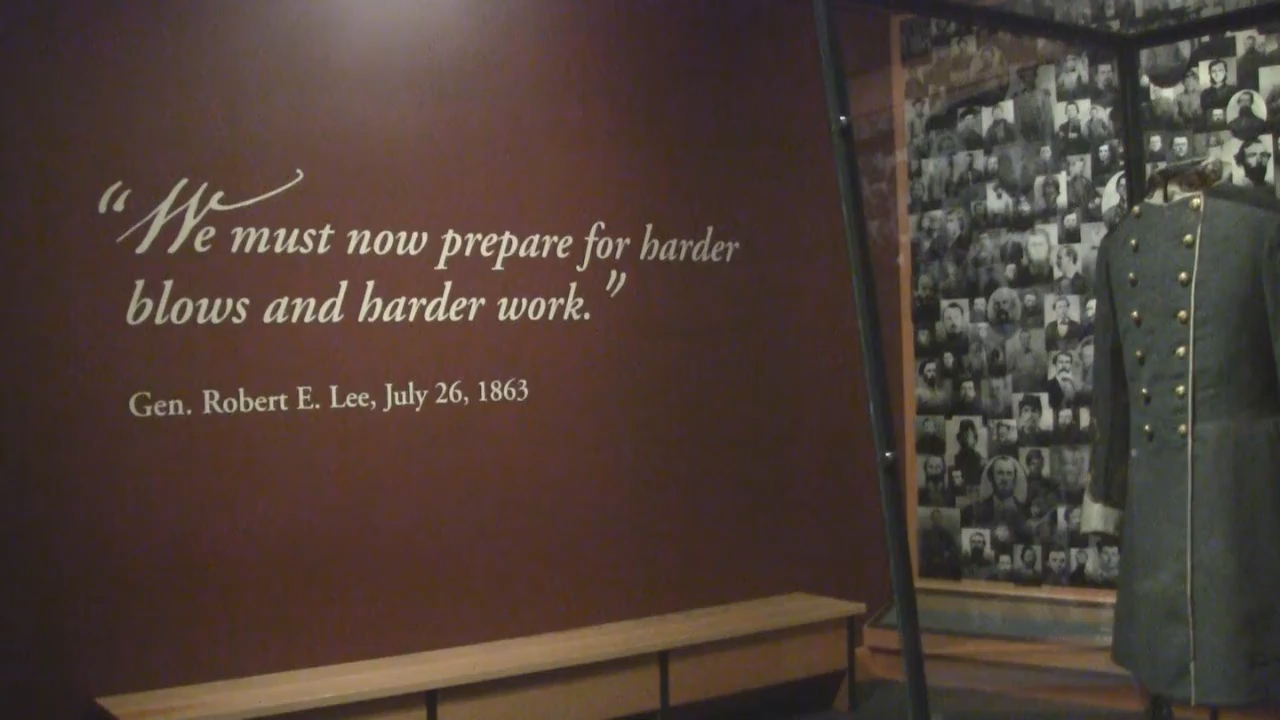 “We must now prepare for harder
blows and harder work.”
Gen. Robert E. Lee, July 26, 1863